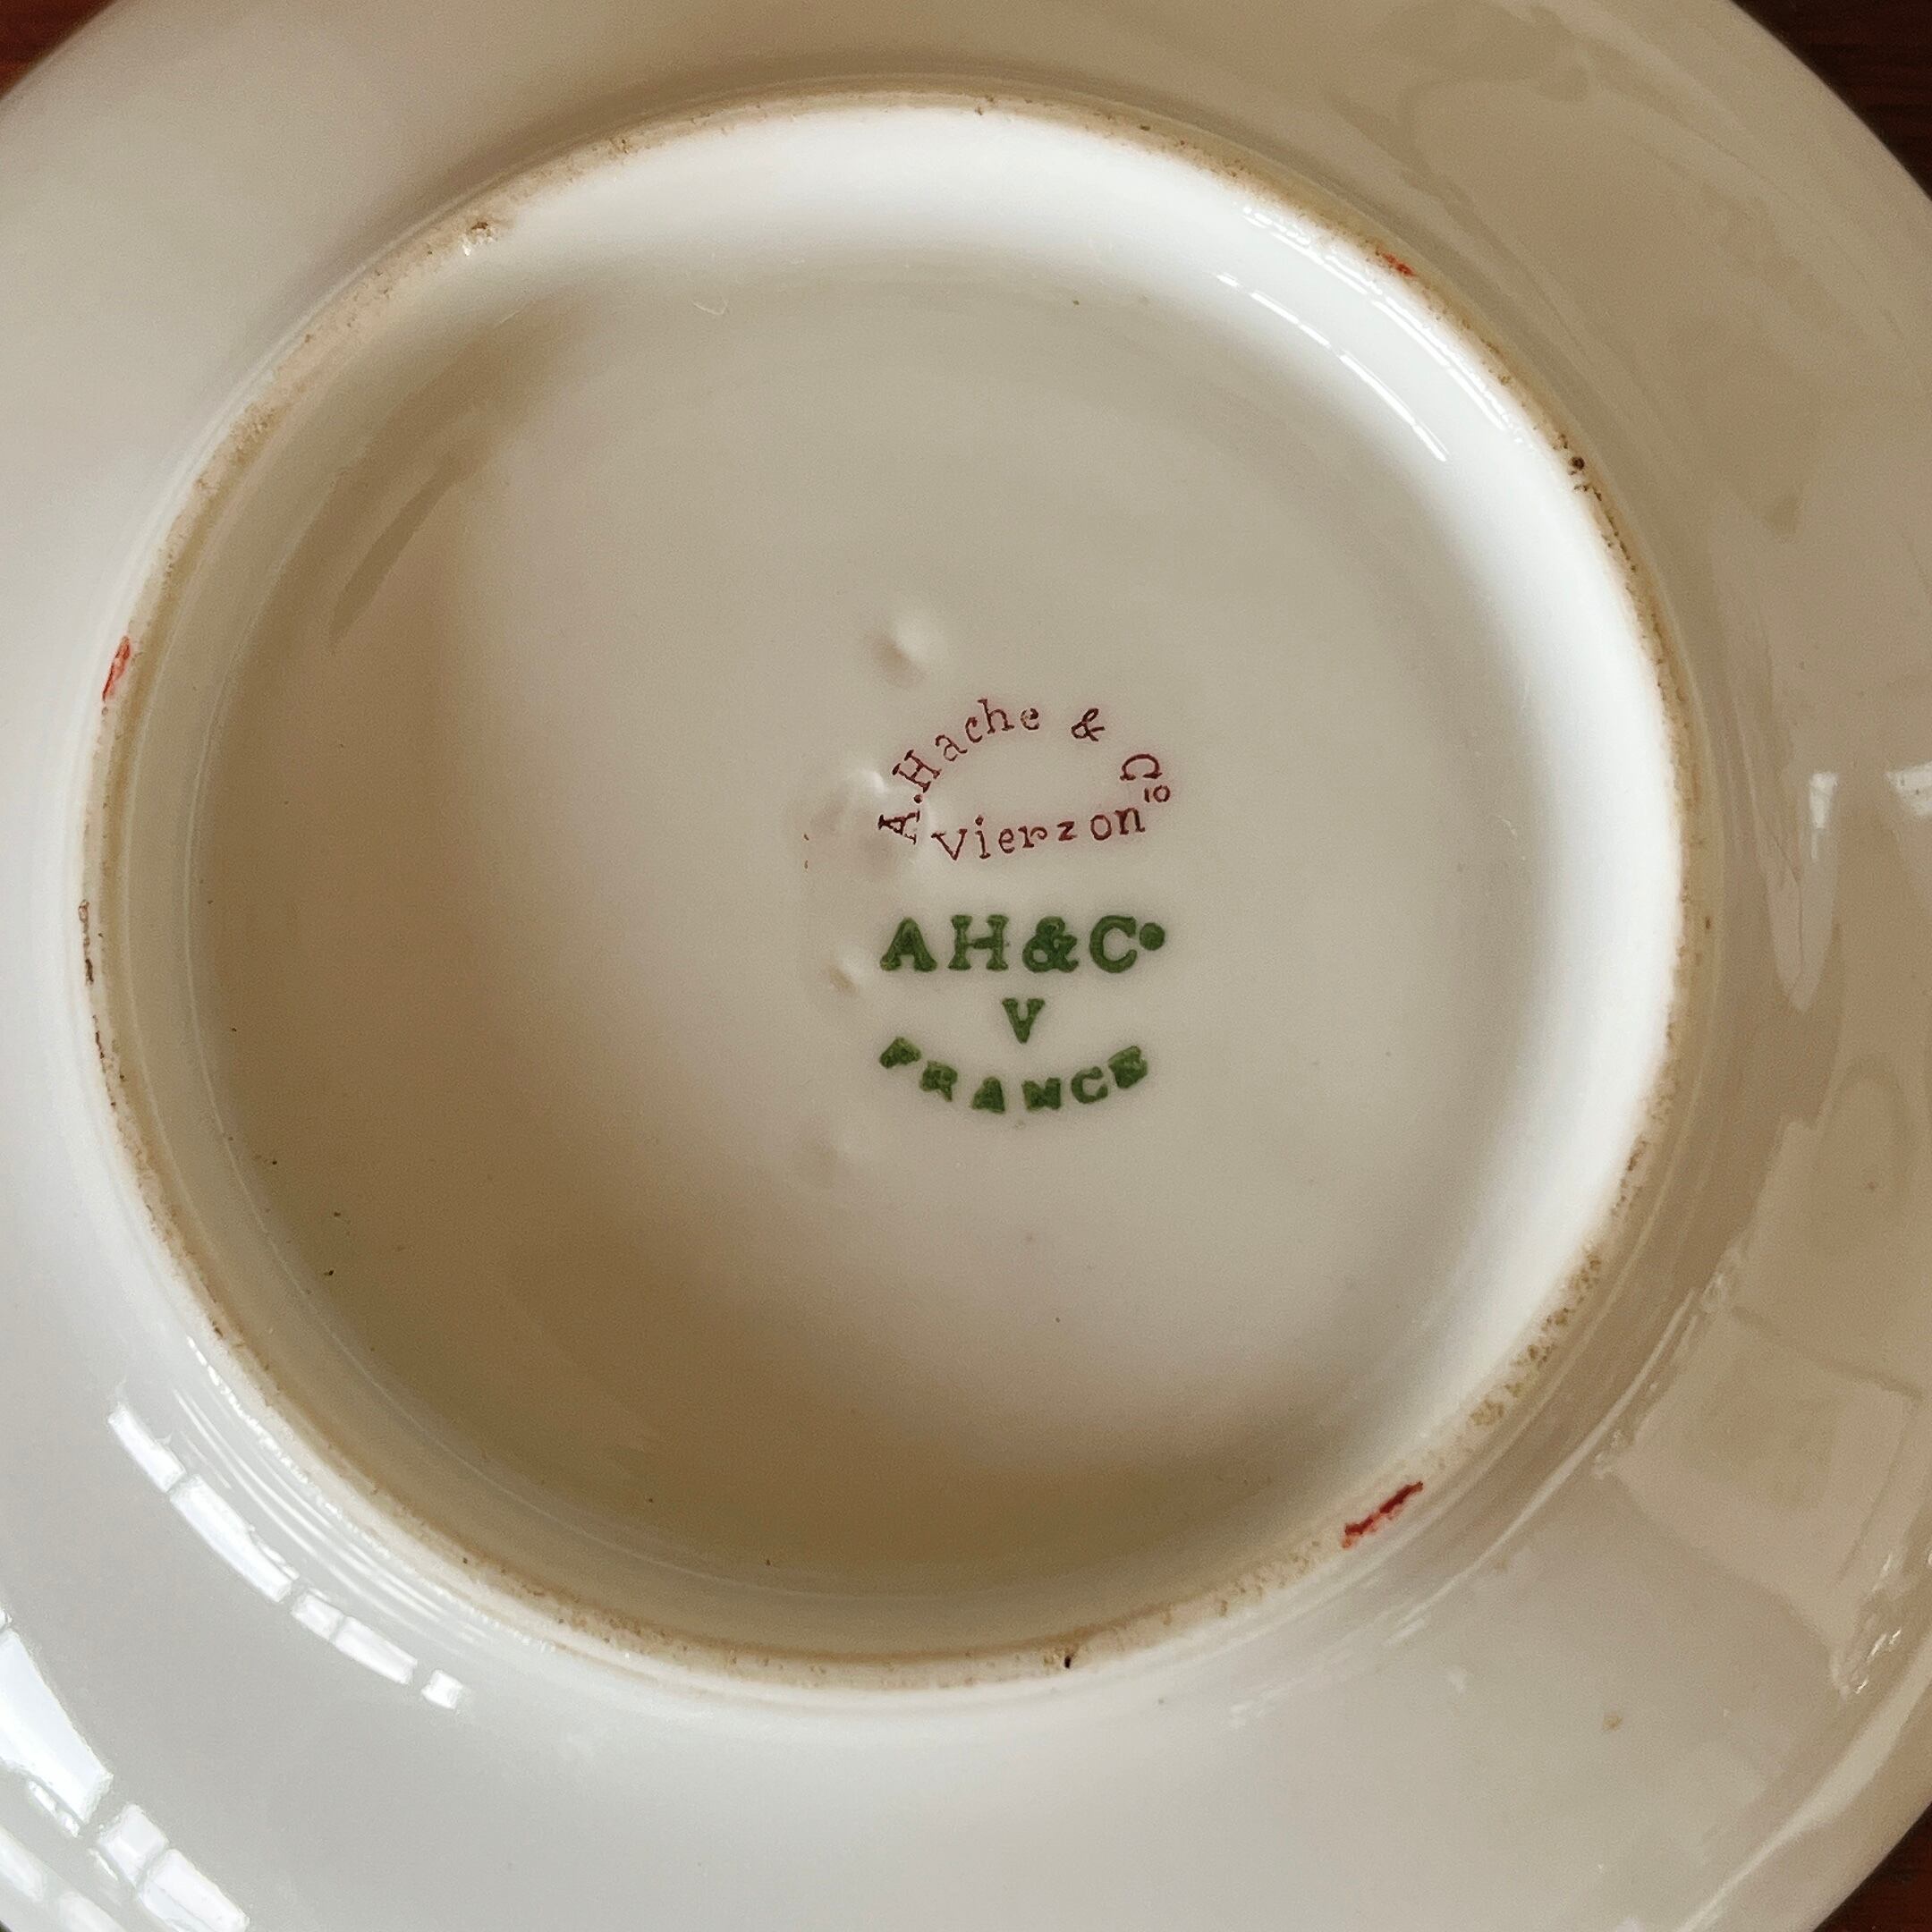 A. Hache & Cº
Vierzon
AH&Cº
V
FRANCE